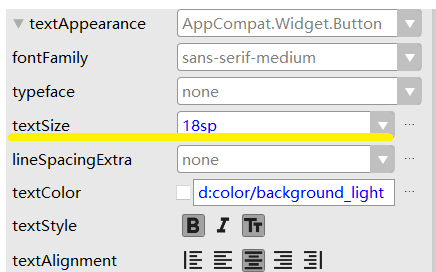 textAppearance AppCompat.Widget.Button
fontFamily sans-serif-medium
typeface none
textSize 18sp ...
lineSpacingExtra none ...
textColor d:color/background_light ...
textStyle B I Tt
textAlignment